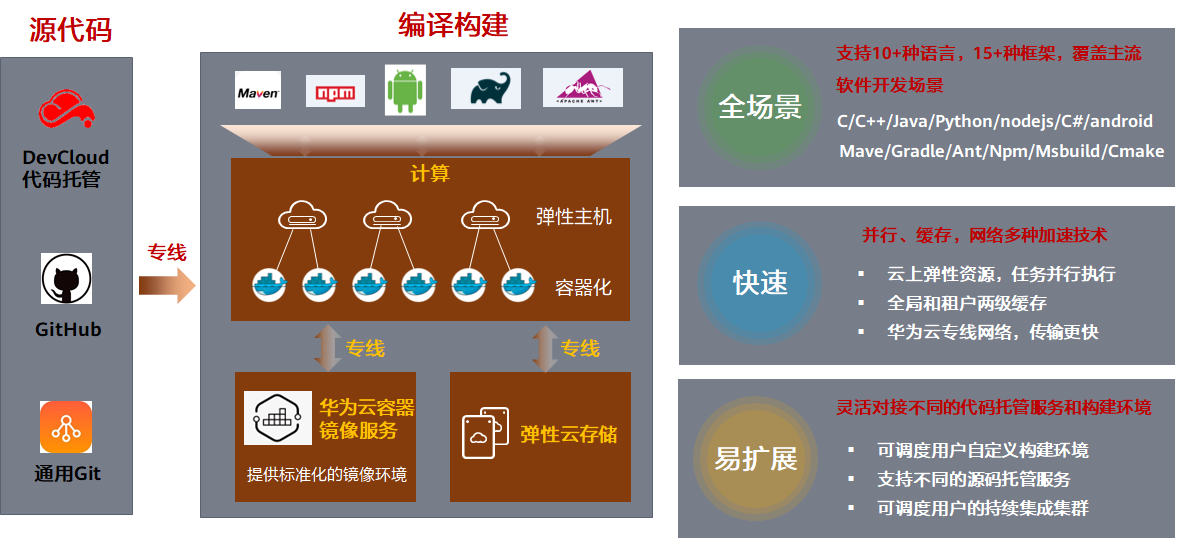 源代码
DevCloud
代码托管
GitHub
通用Git
专线
编译构建
Maven
npm
APACHE ANT
计算
弹性主机
容器化
专线
专线
华为云容器
镜像服务
提供标准化的镜像环境
弹性云存储
全场景
支持10+种语言，15+种框架，覆盖主流
软件开发场景
C/C++/Java/Python/nodejs/C#/android
Mave/Gradle/Ant/Npm/Msbuild/Cmake
快速
并行、缓存，网络多种加速技术
▪ 云上弹性资源，任务并行执行
▪ 全局和租户两级缓存
▪ 华为云专线网络，传输更快
易扩展
灵活对接不同的代码托管服务和构建环境
▪ 可调度用户自定义构建环境
▪ 支持不同的源码托管服务
▪ 可调度用户的持续集成集群